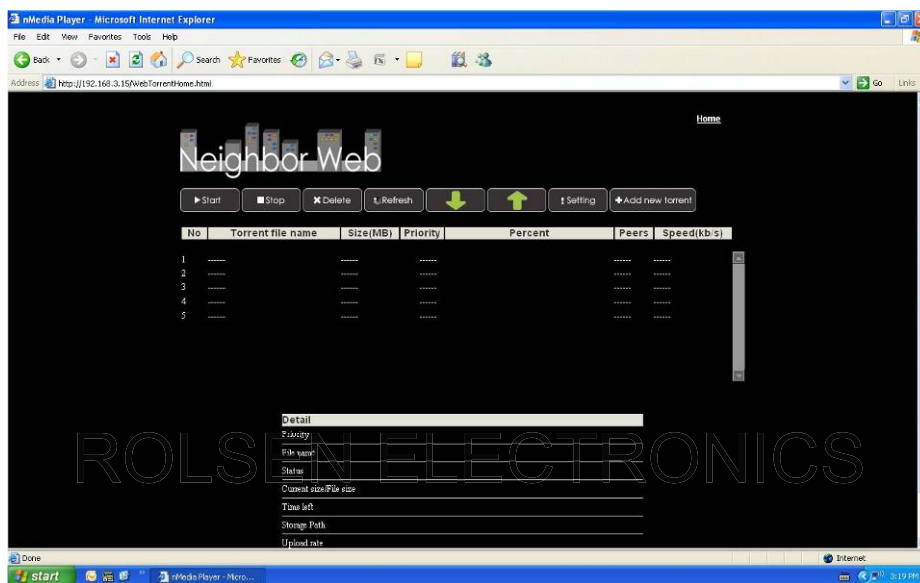 nMedia Player - Microsoft Internet Explorer
File Edit View Favorites Tools Help
Back Search Favorites
Address http://192.168.3.15/WebTorrentHome.html Go Links
Home
Neighbor Web
Start Stop Delete Refresh Setting Add new torrent
No Torrent file name Size(MB) Priority Percent Peers Speed(kb/s)
1 ------ ------ ------ ------ ------
2 ------ ------ ------ ------ ------
3 ------ ------ ------ ------ ------
4 ------ ------ ------ ------ ------
5 ------ ------ ------ ------ ------
Detail
Priority
File name
ROLSEN ELECTRONICS
Status
Current size/File size
Time left
Storage Path
Upload rate
Done Internet
start nMedia Player - Micro... 3:19 PM